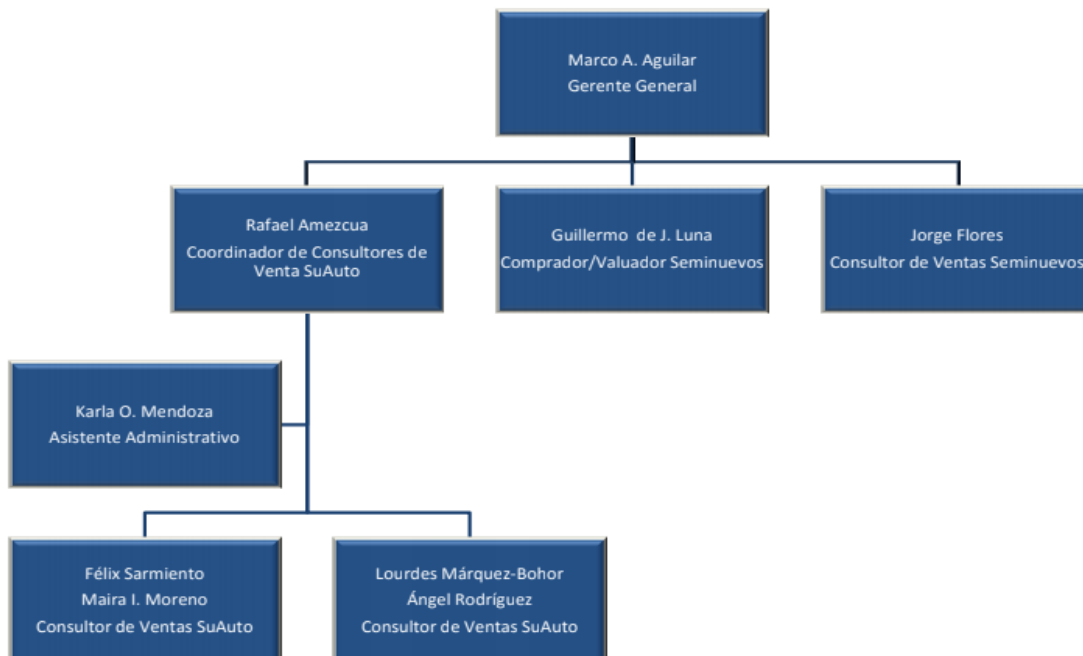 Marco A. Aguilar
Gerente General
Rafael Amezcua
Coordinador de Consultores de
Venta SuAuto
Guillermo de J. Luna
Comprador/Valuador Seminuevos
Jorge Flores
Consultor de Ventas Seminuevos
Karla O. Mendoza
Asistente Administrativo
Félix Sarmiento
Maira I. Moreno
Consultor de Ventas SuAuto
Lourdes Márquez-Bohor
Ángel Rodríguez
Consultor de Ventas SuAuto